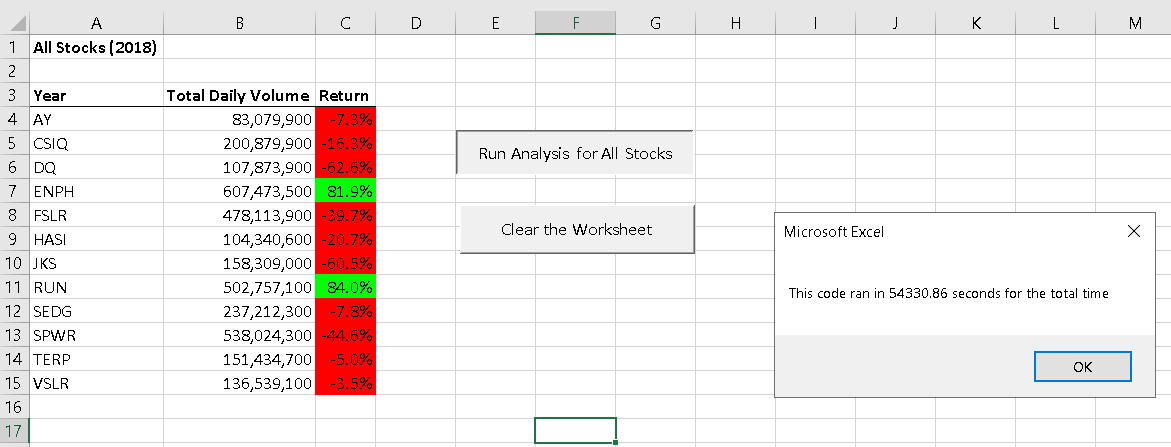 A B C D E F G H I J K L M
1 All Stocks (2018)
2
3 Year Total Daily Volume Return
4 AY 83,079,900 -7.3%
5 CSIQ 200,879,900 -16.3%
6 DQ 107,873,900 -62.6%
7 ENPH 607,473,500 81.9%
8 FSLR 478,113,900 -39.7%
9 HASI 104,340,600 -20.7%
10 JKS 158,309,000 -60.5%
11 RUN 502,757,100 84.0%
12 SEDG 237,212,300 -7.8%
13 SPWR 538,024,300 -44.6%
14 TERP 151,434,700 -5.0%
15 VSLR 136,539,100 -3.5%
16
17
Run Analysis for All Stocks
Clear the Worksheet
Microsoft Excel
This code ran in 54330.86 seconds for the total time
OK